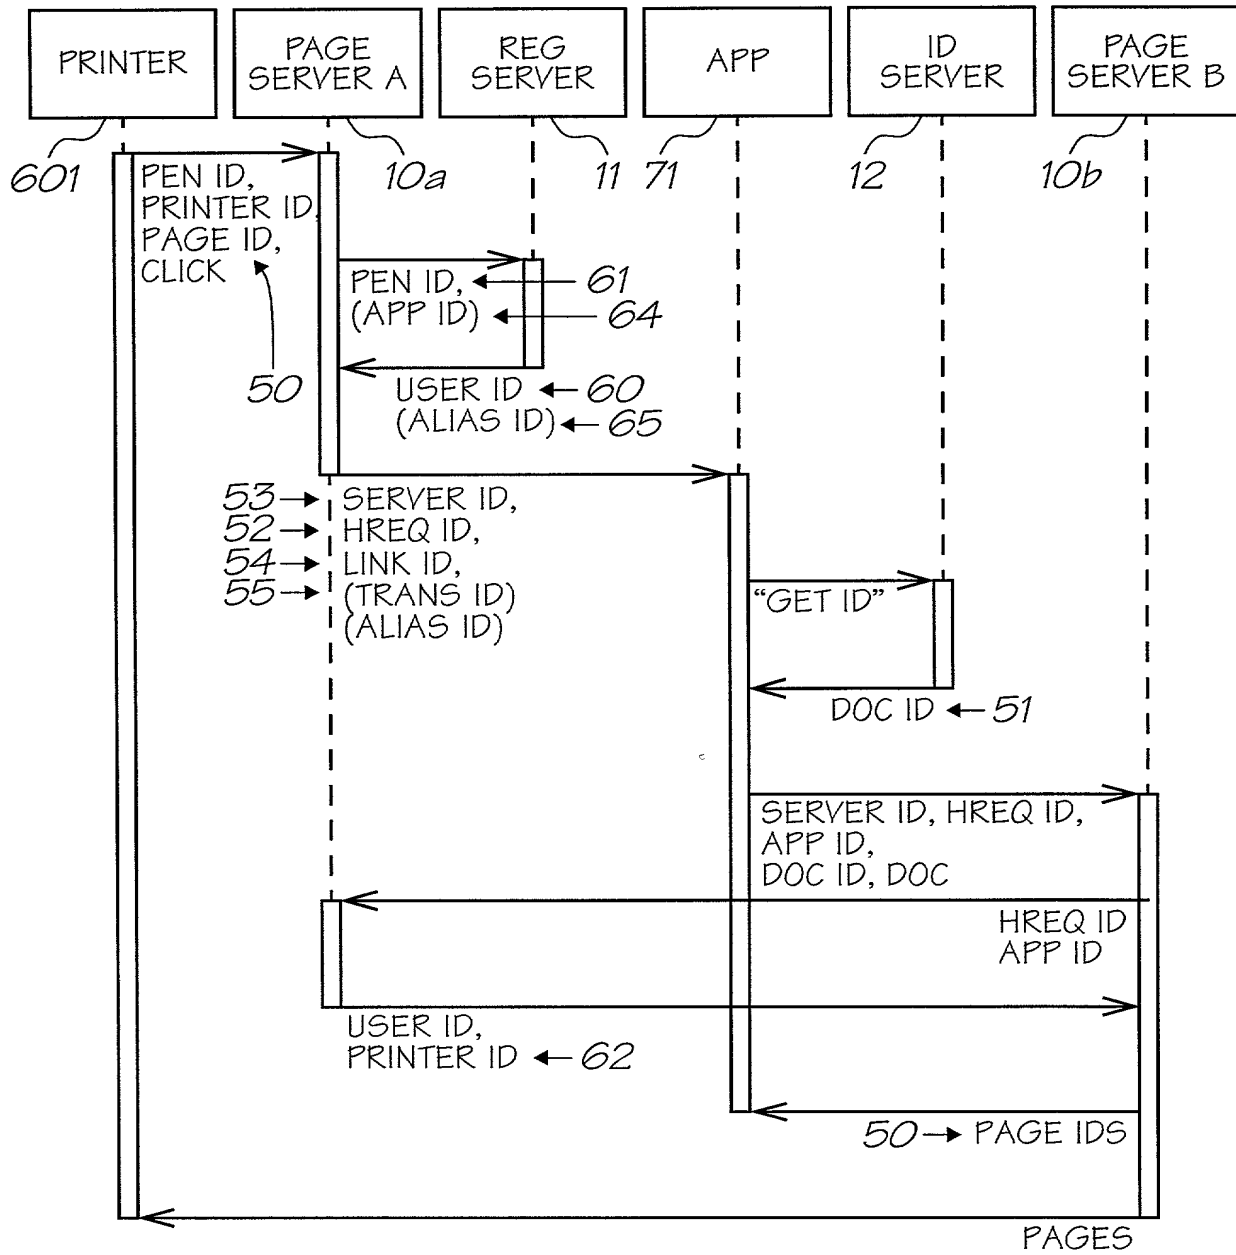 PRINTER
PAGE
SERVER A
REG
SERVER
APP
ID
SERVER
PAGE
SERVER B
601
10a
11
71
12
10b
PEN ID,
PRINTER ID,
PAGE ID,
CLICK
50
PEN ID,
61
(APP ID)
64
USER ID
60
(ALIAS ID)
65
53
SERVER ID,
52
HREQ ID,
54
LINK ID,
55
(TRANS ID)
(ALIAS ID)
“GET ID”
DOC ID
51
SERVER ID, HREQ ID,
APP ID,
DOC ID, DOC
HREQ ID
APP ID
USER ID,
PRINTER ID
62
50
PAGE IDS
PAGES